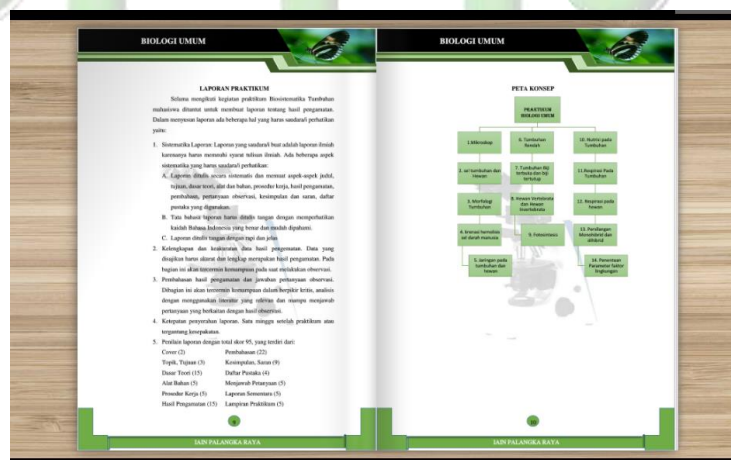 BIOLOGI UMUM
LAPORAN PRAKTIKUM
Selama mengikuti kegiatan praktikum Biosistematika Tumbuhan
mahasiswa dituntut untuk membuat laporan tentang hasil pengamatan.
Dalam menyusun laporan ada beberapa hal yang harus saudara/i perhatikan
yaitu:
1. Sistematika Laporan: Laporan yang saudara/i buat adalah laporan ilmiah
karenanya harus memenuhi syarat tulisan ilmiah. Ada beberapa aspek
sistematika yang harus saudara/i perhatikan:
A. Laporan ditulis secara sistematis dan memuat aspek-aspek judul,
tujuan, dasar teori, alat dan bahan, prosedur kerja, hasil pengamatan,
pembahasan, pertanyaan observasi, kesimpulan dan saran, daftar
pustaka yang digunakan.
B. Tata bahasa laporan harus ditulis tangan dengan memperhatikan
kaidah Bahasa Indonesia yang benar dan mudah dipahami.
C. Laporan ditulis tangan dengan rapi dan jelas
2. Kelengkapan dan keakuratan data hasil pengamatan. Data yang
disajikan harus akurat dan lengkap merupakan hasil pengamatan. Pada
bagian ini akan tercermin kemampuan pada saat melakukan observasi.
3. Pembahasan hasil pengamatan dan jawaban pertanyaan observasi.
Dibagian ini akan tercermin kemampuan dalam berpikir kritis, analisis
dengan menggunakan literatur yang relevan dan mampu menjawab
pertanyaan yang berkaitan dengan hasil observasi.
4. Ketepatan penyerahan laporan. Satu minggu setelah praktikum atau
tergantung kesepakatan.
5. Penilain laporan dengan total skor 95, yang terdiri dari:
Cover (2) Pembahasan (22)
Topik, Tujuan (3) Kesimpulan, Saran (9)
Dasar Teori (15) Daftar Pustaka (4)
Alat Bahan (5) Menjawab Petanyaan (5)
Prosedur Kerja (5) Laporan Sementara (5)
Hasil Pengamatan (15) Lampiran Praktikum (5)
IAIN PALANGKA RAYA
BIOLOGI UMUM
PETA KONSEP
PRAKTIKUM
BIOLOGI UMUM
1.Mikroskop
2. sel tumbuhan dan
Hewan
3. Morfologi
Tumbuhan
4. krenasi hemolisis
sel darah manusia
5. Jaringan pada
tumbuhan dan
hewan
6. Tumbuhan
Rendah
7. Tumbuhan Biji
terbuka dan biji
tertutup
8. Hewan Vertebrata
dan Hewan
Invertebrata
9. Fotosintesis
10. Nutrisi pada
Tumbuhan
11.Respirasi Pada
Tumbuhan
12. Respirasi pada
hewan
13. Persilangan
Monohibrid dan
dihibrid
14. Penentuan
Parameter faktor
lingkungan
10
IAIN PALANGKA RAYA